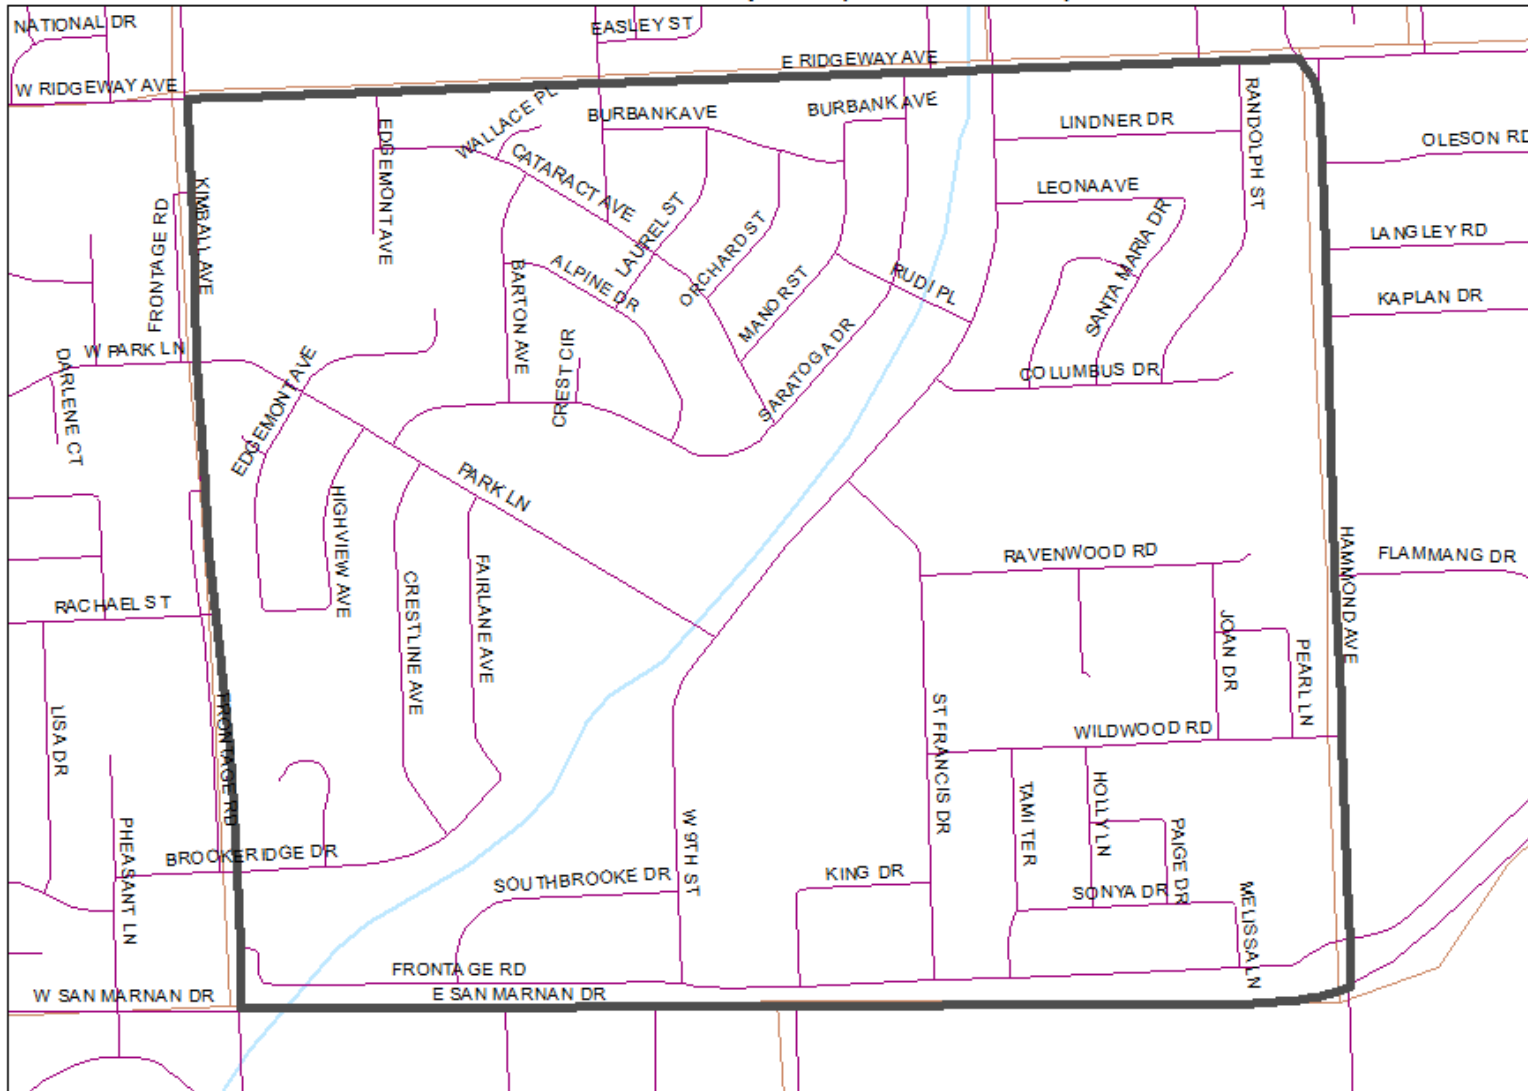 NATIONAL DR
EASLEY ST
E RIDGEWAY AVE
W RIDGEWAY AVE
WALLACE PL
BURBANK AVE
BURBANK AVE
LINDNER DR
RANDOLPH ST
OLESON RD
EDGEMONT AVE
CATARACT AVE
KIMBALL AVE
FRONTAGE RD
LAUREL ST
ORCHARD ST
LEONA AVE
SANTA MARIA DR
LANGLEY RD
BARTON AVE
ALPINE DR
MANOR ST
RUDI PL
KAPLAN DR
W PARK LN
DARLENE CT
EDGEMONT AVE
CREST CIR
SARATOGA DR
COLUMBUS DR
PARK LN
HIGHVIEW AVE
CRESTLINE AVE
FAIRLANE AVE
RAVENWOOD RD
HAMMOND AVE
FLAMMANG DR
RACHAEL ST
JOAN DR
PEARL LN
LISA DR
FRONTAGE RD
ST FRANCIS DR
WILDWOOD RD
PHEASANT LN
BROOKERIDGE DR
W 9TH ST
TAMI TER
HOLLY LN
PAIGE DR
SOUTHBROOKE DR
KING DR
SONYA DR
MELISSA LN
FRONTAGE RD
W SAN MARNAN DR
E SAN MARNAN DR